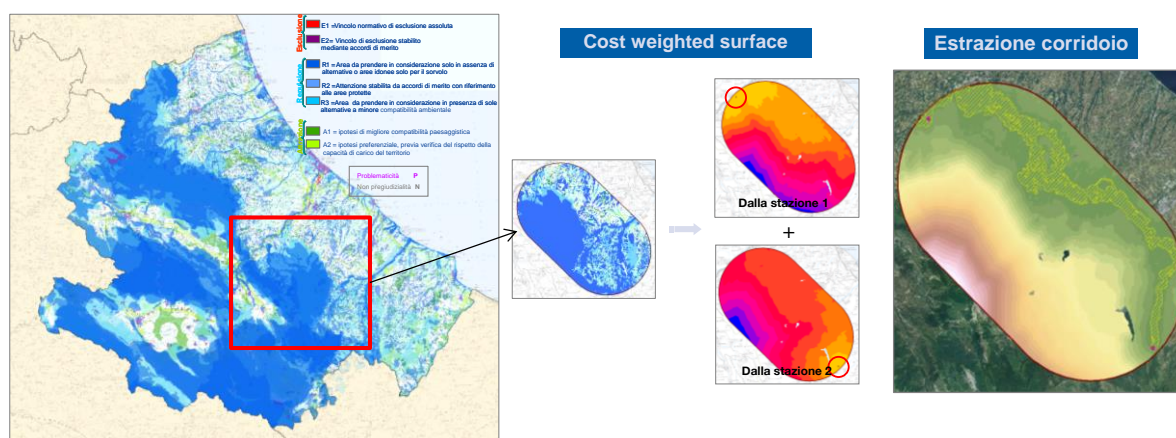 Esclusione
E1 =Vincolo normativo di esclusione assoluta
E2= Vincolo di esclusione stabilito
mediante accordi di merito
R1 = Area da prendere in considerazione solo in assenza di
alternative o aree idonee solo per il sorvolo
R2 = Attenzione stabilita da accordi di merito con riferimento
alle aree protette
R3 = Area da prendere in considerazione in presenza di sole
alternative a minore compatibilità ambientale
A1 = ipotesi di migliore compatibilità paesaggistica
A2 = ipotesi preferenziale, previa verifica del rispetto della
capacità di carico del territorio
Problematicità P
Non pregiudizialità N
Cost weighted surface
Dalla stazione 1
+
Dalla stazione 2
Estrazione corridoio